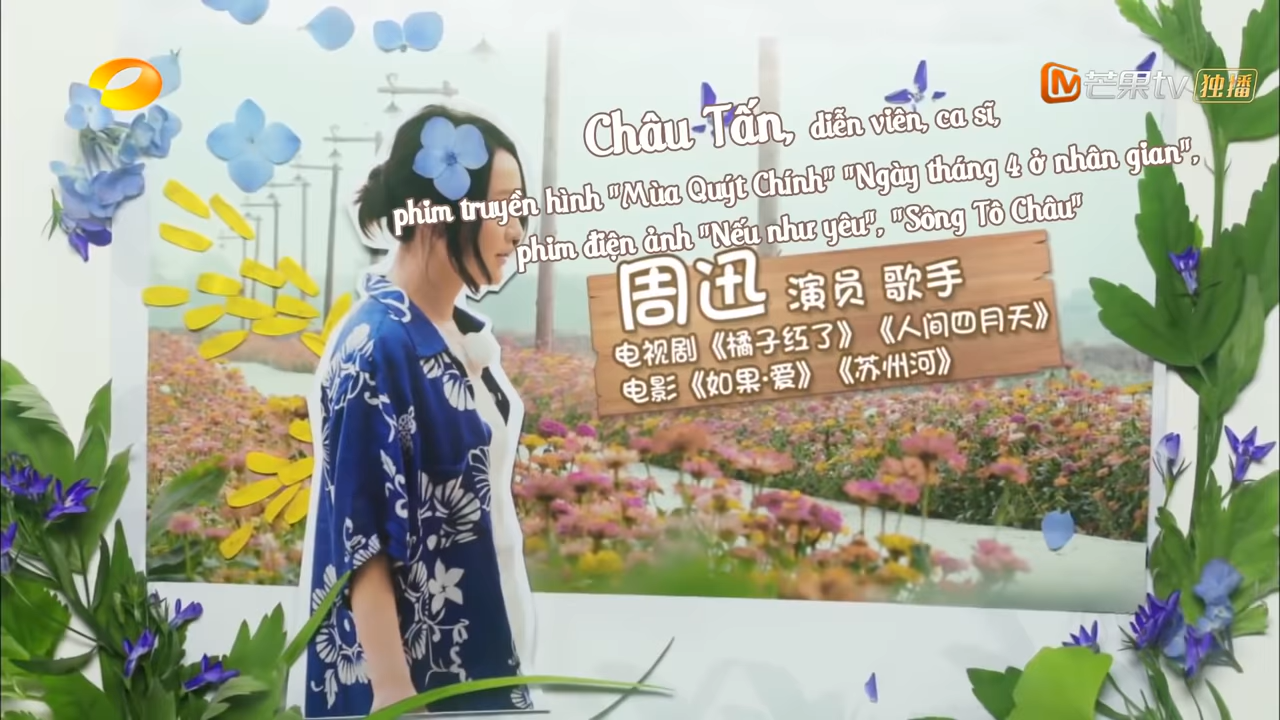 芒果tv 独播
Châu Tấn, diễn viên, ca sĩ,
phim truyền hình "Mùa Quýt Chính" "Ngày tháng 4 ở nhân gian",
phim điện ảnh "Nếu như yêu", "Sông Tô Châu"
周迅 演员 歌手
电视剧《橘子红了》《人间四月天》
电影《如果·爱》《苏州河》